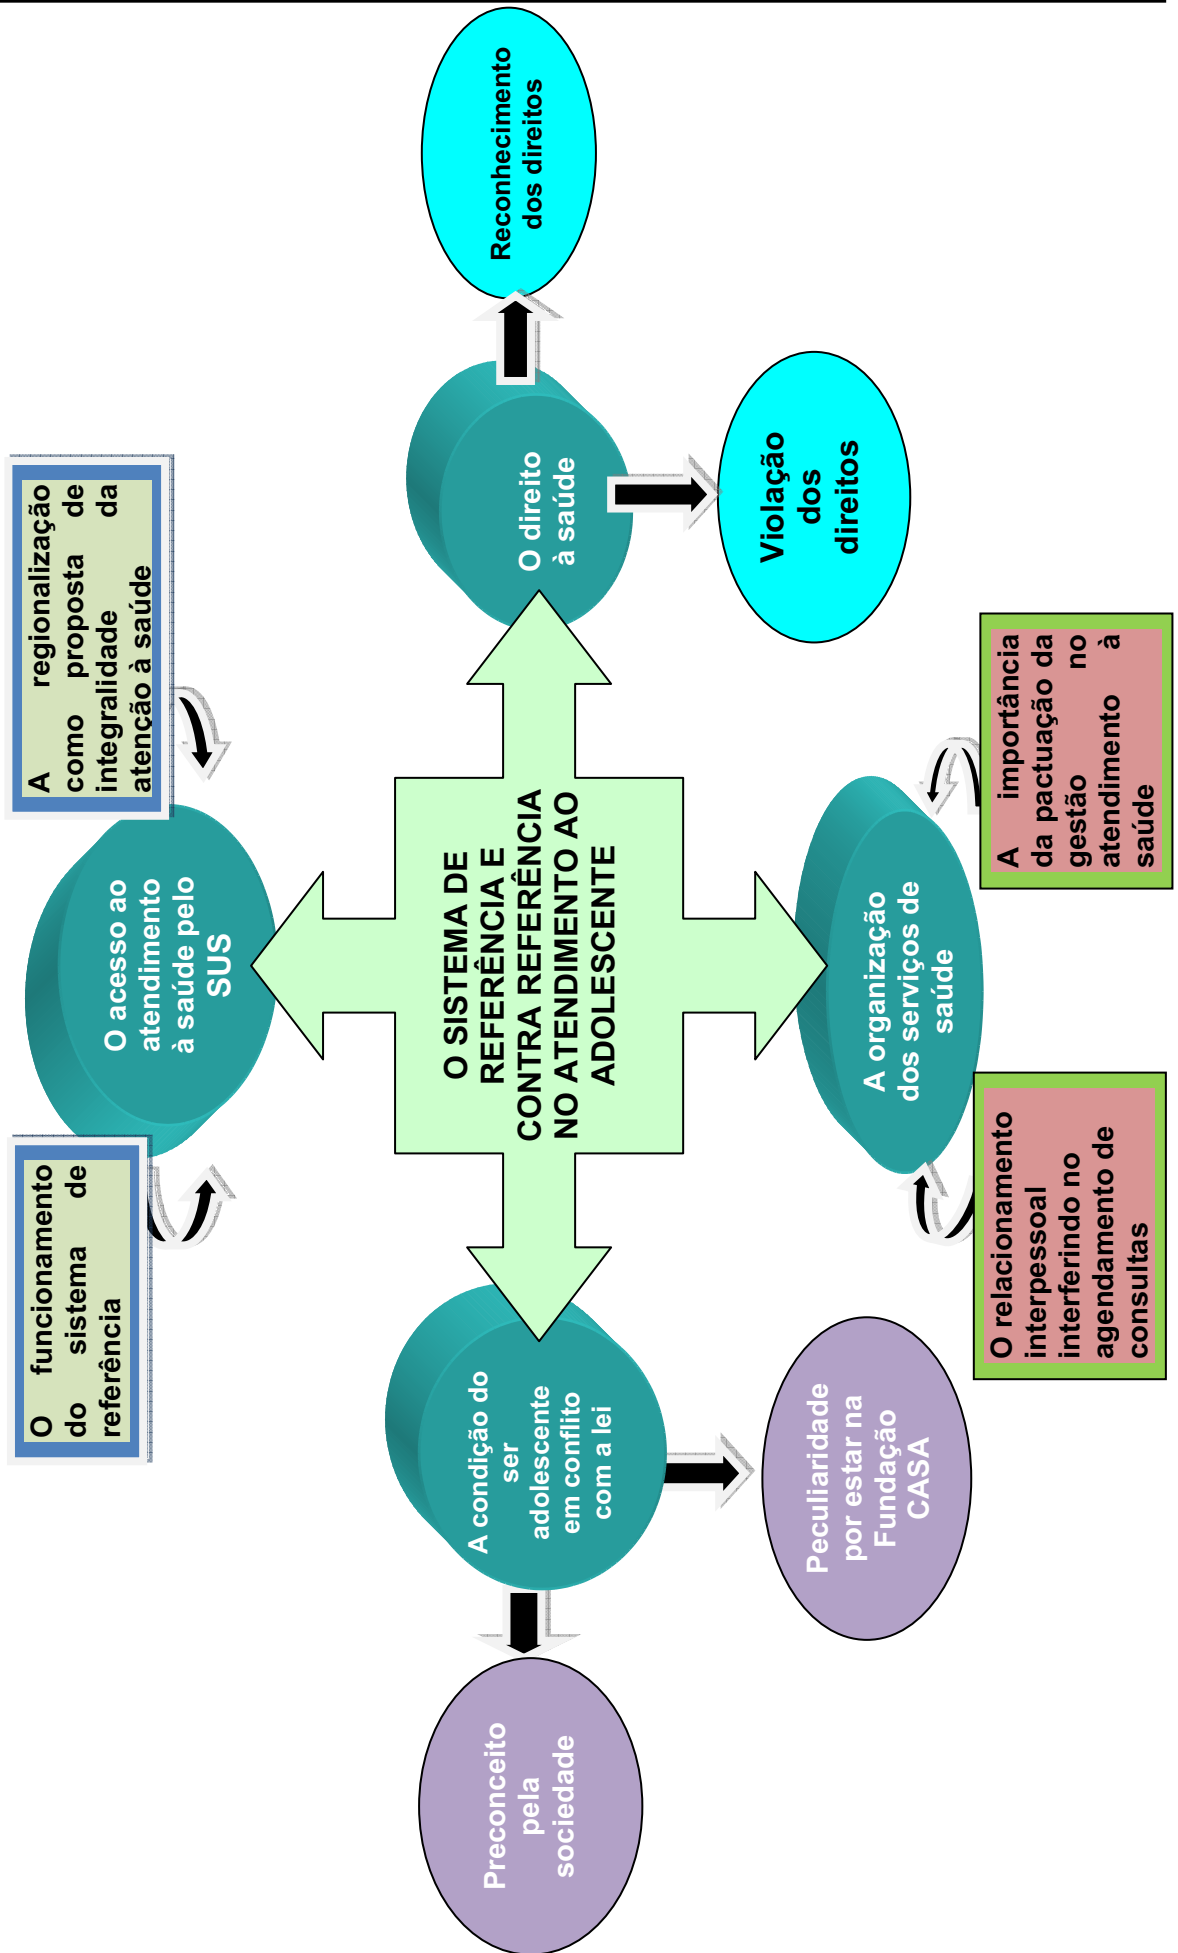 O funcionamento
do sistema de
referência
A regionalização
como proposta de
integralidade da
atenção à saúde
O acesso ao
atendimento
à saúde pelo
SUS
Preconceito
pela
sociedade
A condição do
ser
adolescente
em conflito
com a lei
O SISTEMA DE
REFERÊNCIA E
CONTRA REFERÊNCIA
NO ATENDIMENTO AO
ADOLESCENTE
O direito
à saúde
Reconhecimento
dos direitos
Peculiaridade
por estar na
Fundação
CASA
Violação
dos
direitos
A organização
dos serviços de
saúde
O relacionamento
interpessoal
interferindo no
agendamento de
consultas
A importância
da pactuação da
gestão no
atendimento à
saúde